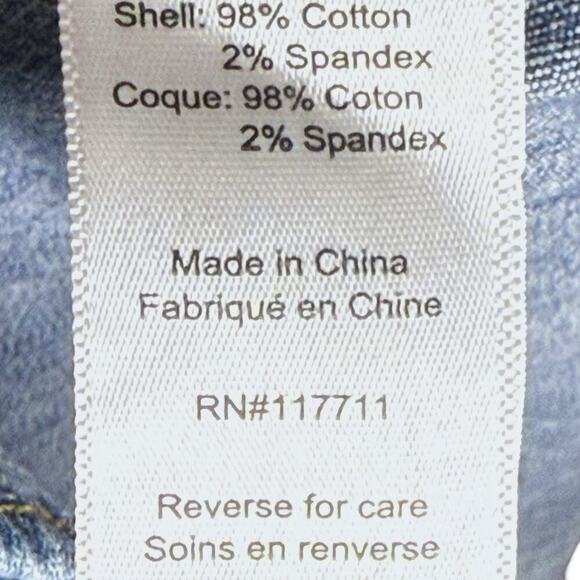 Shell: 98% Cotton
2% Spandex
Coque: 98% Coton
2% Spandex
Made in China
Fabriqué en Chine
RN#117711
Reverse for care
Soins en renverse